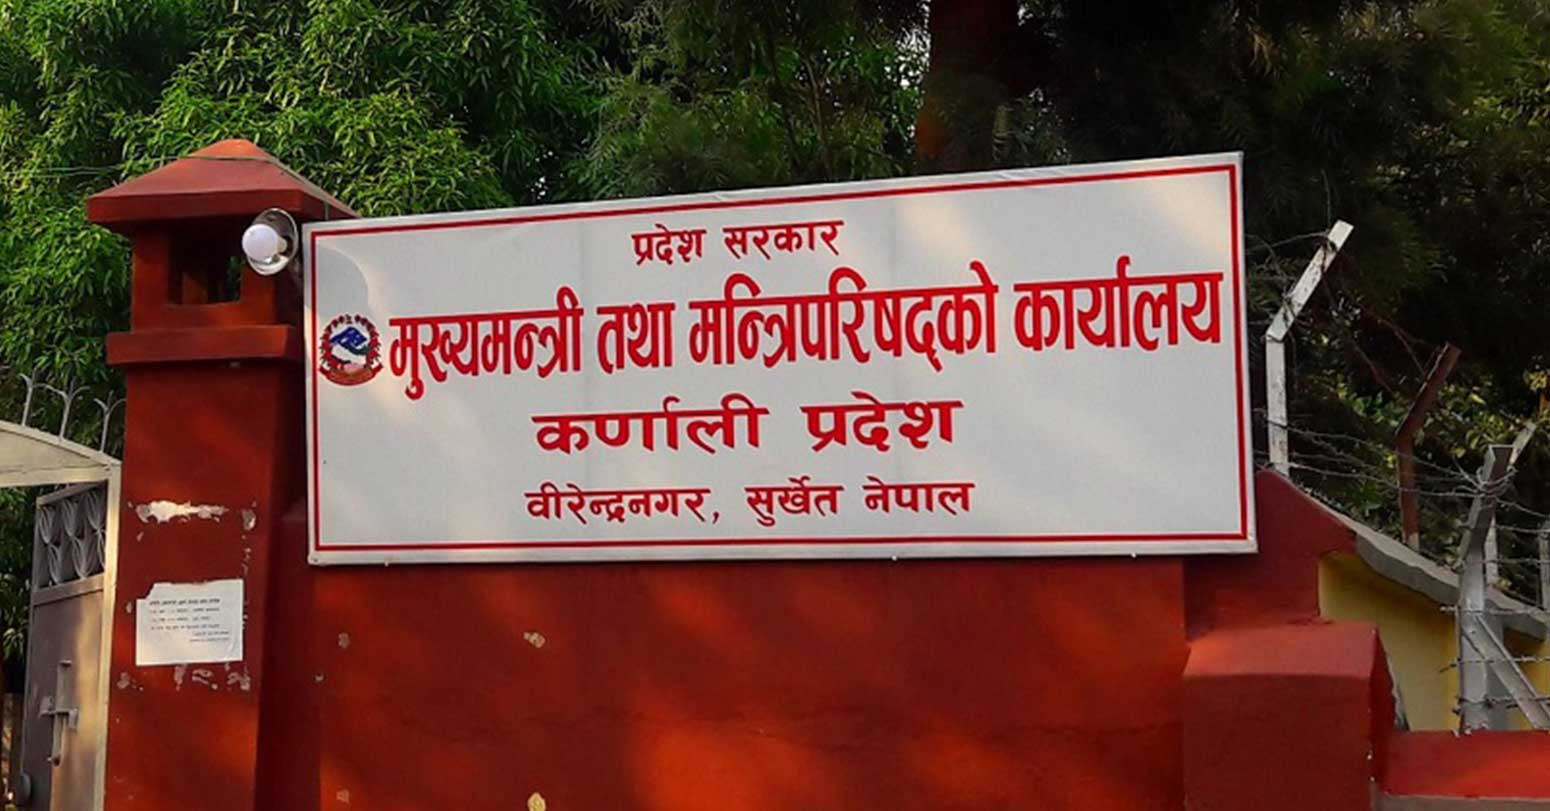 प्रदेश सरकार
मुख्यमन्त्री तथा मन्त्रिपरिषद्को कार्यालय
कर्णाली प्रदेश
वीरेन्द्रनगर, सुर्खेत नेपाल